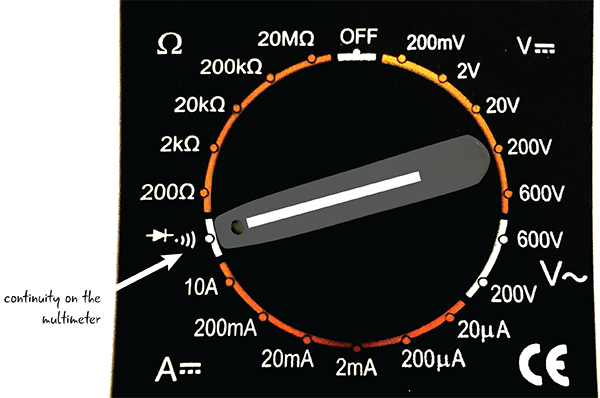 OFF
200mV
2V
20V
200V
600V
V⎓
600V
200V
V~
20µA
200µA
2mA
20mA
200mA
10A
A⎓
200Ω
2kΩ
20kΩ
200kΩ
20MΩ
Ω
CE
continuity on the
multimeter